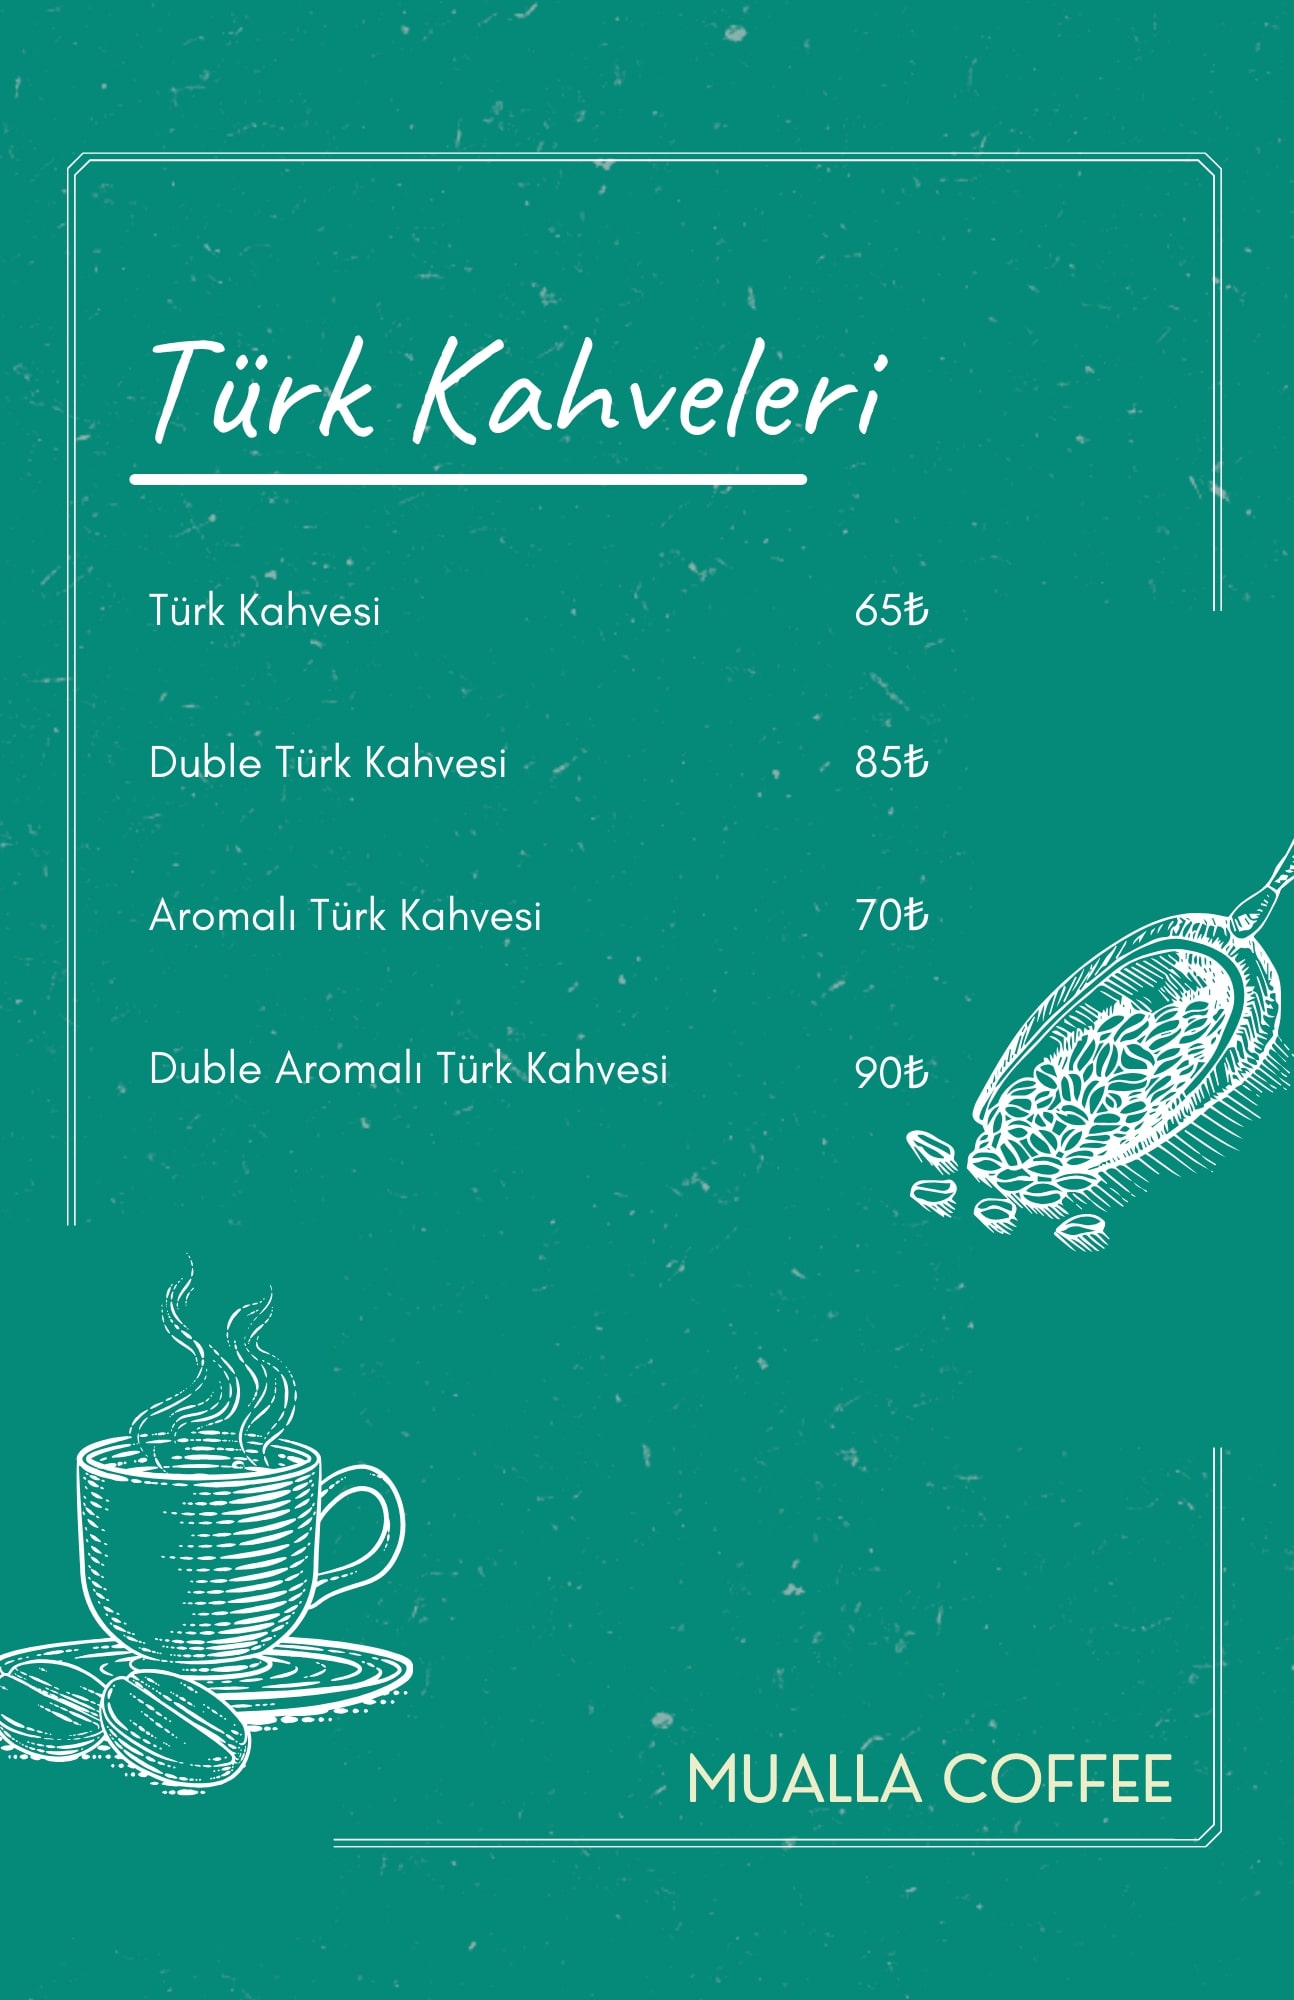 Türk Kahveleri
Türk Kahvesi 65₺
Duble Türk Kahvesi 85₺
Aromalı Türk Kahvesi 70₺
Duble Aromalı Türk Kahvesi 90₺
MUALLA COFFEE